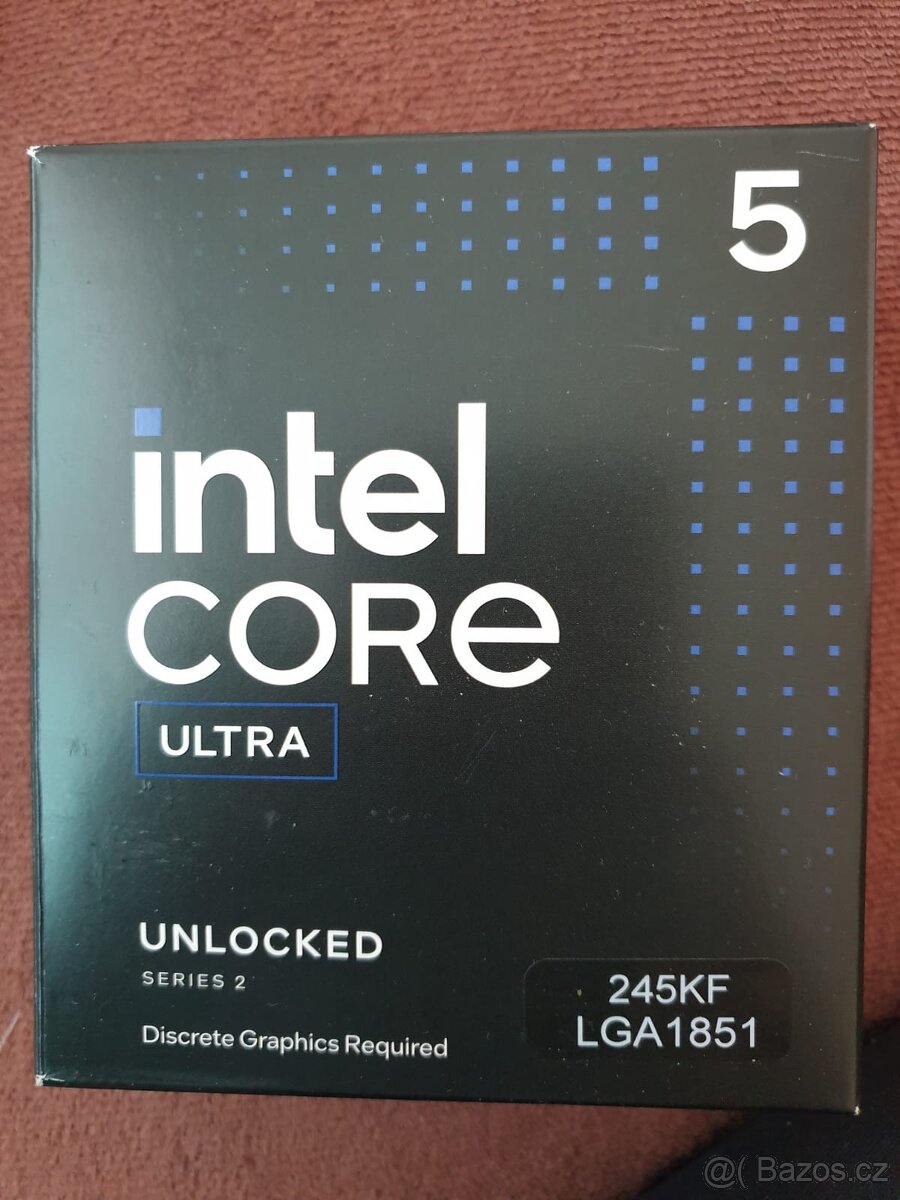 5
intel
CORe
ULTRA
UNLOCKED
SERIES 2
Discrete Graphics Required
245KF
LGA1851
@( Bazos.cz